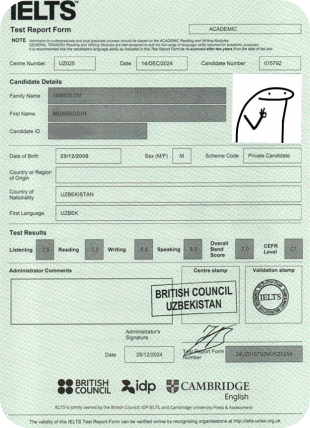 IELTS™
Test Report Form
ACADEMIC
NOTE Admission to undergraduate and post graduate courses should be based on the ACADEMIC Reading and Writing Modules.
GENERAL TRAINING Reading and Writing Modules are not designed to test the full range of language skills required for academic purposes.
It is recommended that the candidate's language ability as indicated in this Test Report Form be re-assessed after two years from the date of the test.
Centre Number UZ025 Date 14/DEC/2024 Candidate Number 015792
Candidate Details
Family Name
First Name
Candidate ID
Date of Birth 23/12/2008 Sex (M/F) M Scheme Code Private Candidate
Country or Region
of Origin
Country of
Nationality UZBEKISTAN
First Language UZBEK
Test Results
Listening 7.5 Reading 7.0 Writing 6.5 Speaking 6.5 Overall Band Score 7.0 CEFR Level C1
Administrator Comments
Centre stamp
Validation stamp
BRITISH COUNCIL
UZBEKISTAN
IELTS
Administrator's
Signature
Date 26/12/2024
Test Report Form
Number
BRITISH
COUNCIL
idp
CAMBRIDGE
English
IELTS is jointly owned by the British Council; IDP IELTS; and Cambridge University Press & Assessment
The validity of this IELTS Test Report Form can be verified online by recognising organisations at http://ielts.ucles.org.uk